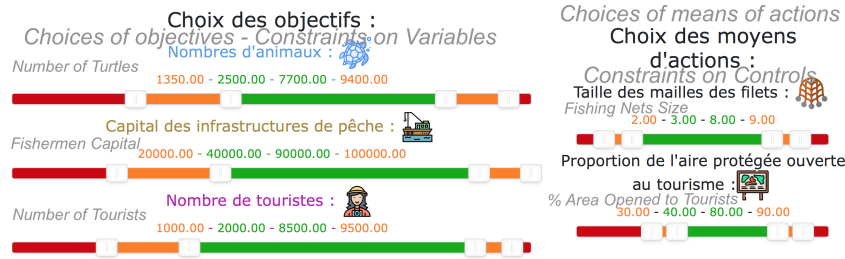 Choix des objectifs :
Choices of objectives - Constraints on Variables
Nombres d'animaux :
Number of Turtles
1350.00 - 2500.00 - 7700.00 - 9400.00
Capital des infrastructures de pêche :
Fishermen Capital
20000.00 - 40000.00 - 90000.00 - 100000.00
Nombre de touristes :
Number of Tourists
1000.00 - 2000.00 - 8500.00 - 9500.00
Choices of means of actions
Choix des moyens
d'actions :
Constraints on Controls
Taille des mailles des filets :
Fishing Nets Size
2.00 - 3.00 - 8.00 - 9.00
Proportion de l'aire protégée ouverte
au tourisme :
% Area Opened to Tourists
30.00 - 40.00 - 80.00 - 90.00